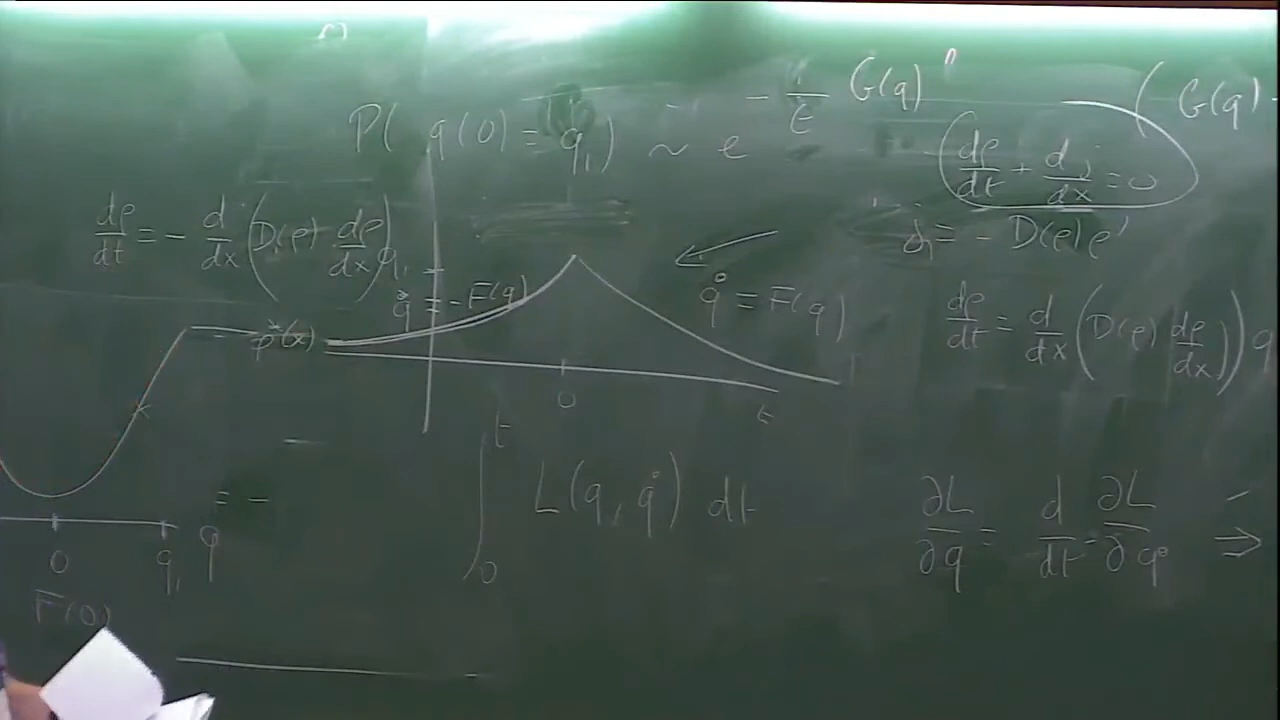 P( q(0) = q₁ ) ~ e^{- 1/ε G(q)}
( G(q)
dρ/dt + dj/dx = 0
dρ/dt = - d/dx ( D(ρ) dρ/dx )
j = - D(ρ) ρ'
q₁
q̇ = - F(q)
q̇ = F(q)
dρ/dt = d/dx ( D(ρ) dρ/dx )
ρ̌(x)
0 t
∫₀ᵗ L(q, q̇) dt
= -
∂L/∂q = d/dt ∂L/∂q̇ ⇒
0 q₁ q
F(0)